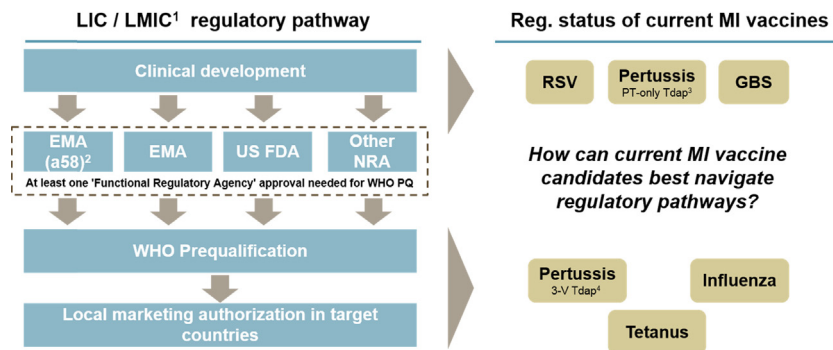 LIC / LMIC¹ regulatory pathway
Clinical development
EMA
(a58)²
EMA
US FDA
Other
NRA
At least one 'Functional Regulatory Agency' approval needed for WHO PQ
WHO Prequalification
Local marketing authorization in target
countries
Reg. status of current MI vaccines
RSV
Pertussis
PT-only Tdap³
GBS
How can current MI vaccine
candidates best navigate
regulatory pathways?
Pertussis
3-V Tdap⁴
Influenza
Tetanus